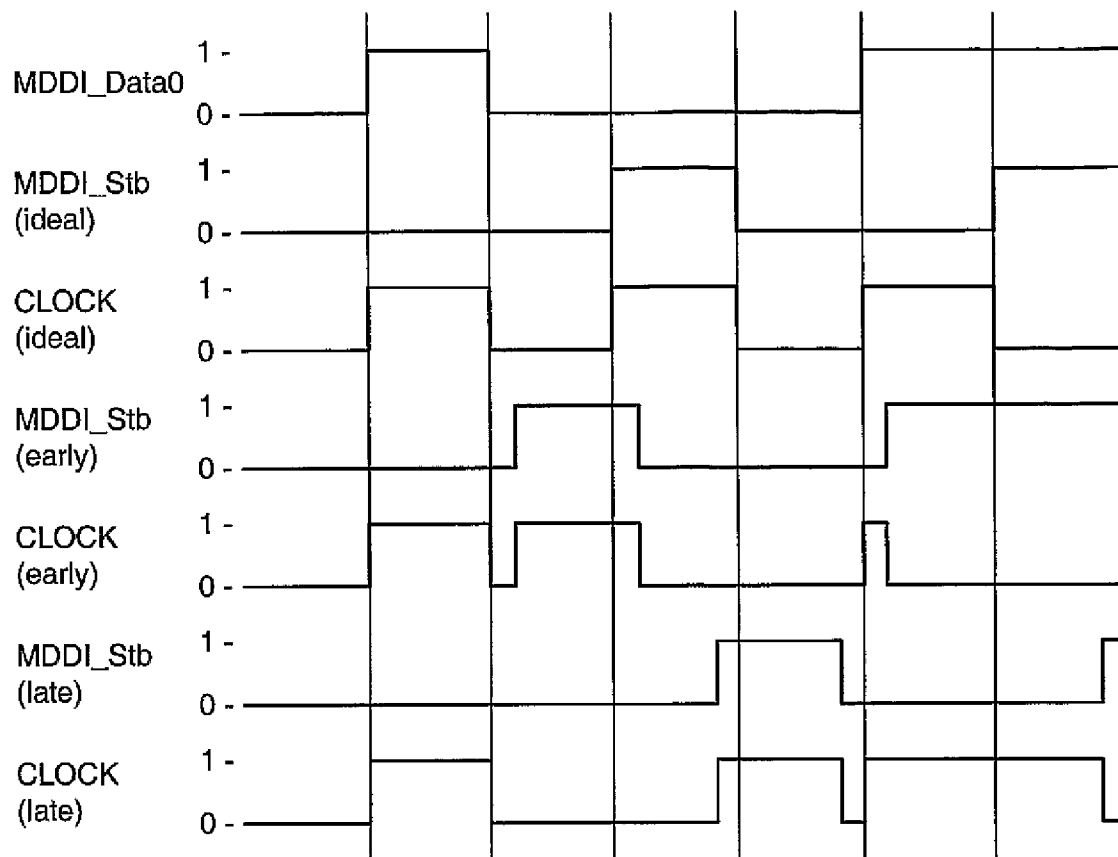 1 -
MDDI_Data0
0 -
1 -
MDDI_Stb
(ideal)
0 -
1 -
CLOCK
(ideal)
0 -
1 -
MDDI_Stb
(early)
0 -
1 -
CLOCK
(early)
0 -
1 -
MDDI_Stb
(late)
0 -
1 -
CLOCK
(late)
0 -